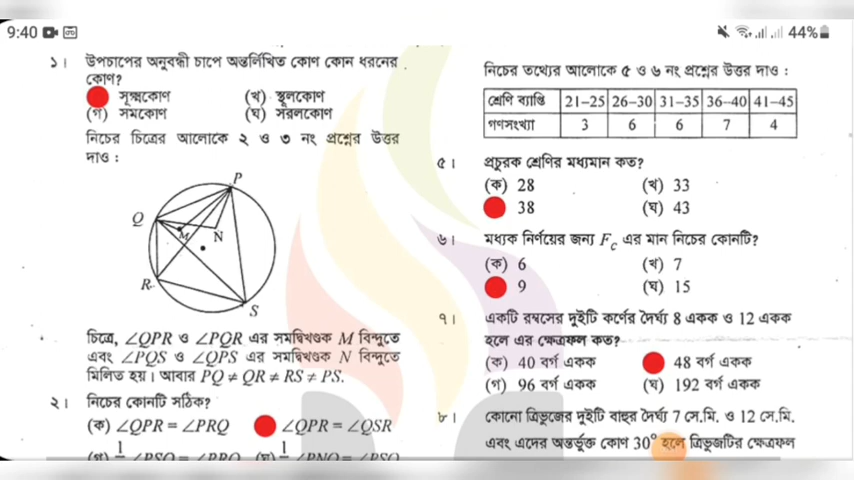 9:40
44%
১। উপচাপের অনুবন্ধী চাপে অন্তর্লিখিত কোণ কোন ধরনের
কোণ?
সূক্ষ্মকোণ (খ) স্থূলকোণ
(গ) সমকোণ (ঘ) সরলকোণ
নিচের চিত্রের আলোকে ২ ও ৩ নং প্রশ্নের উত্তর
দাও :
P
Q
M
N
R
S
চিত্রে, ∠QPR ও ∠PQR এর সমদ্বিখণ্ডক M বিন্দুতে
এবং ∠PQS ও ∠QPS এর সমদ্বিখণ্ডক N বিন্দুতে
মিলিত হয়। আবার PQ ≠ QR ≠ RS ≠ PS.
২। নিচের কোনটি সঠিক?
(ক) ∠QPR = ∠PRQ ∠QPR = ∠QSR
নিচের তথ্যের আলোকে ৫ ও ৬ নং প্রশ্নের উত্তর দাও :
শ্রেণি ব্যাপ্তি 21–25 26–30 31–35 36–40 41–45
গণসংখ্যা 3 6 6 7 4
৫। প্রচুরক শ্রেণির মধ্যমান কত?
(ক) 28 (খ) 33
38 (ঘ) 43
৬। মধ্যক নির্ণয়ের জন্য Fc এর মান নিচের কোনটি?
(ক) 6 (খ) 7
9 (ঘ) 15
৭। একটি রম্বসের দুইটি কর্ণের দৈর্ঘ্য 8 একক ও 12 একক
হলে এর ক্ষেত্রফল কত?
(ক) 40 বর্গ একক 48 বর্গ একক
(গ) 96 বর্গ একক (ঘ) 192 বর্গ একক
৮। কোনো ত্রিভুজের দুইটি বাহুর দৈর্ঘ্য 7 সে.মি. ও 12 সে.মি.
এবং এদের অন্তর্ভুক্ত কোণ 30° হলে ত্রিভুজটির ক্ষেত্রফল